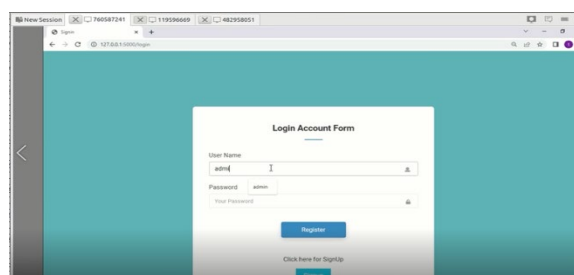 New Session 760587241 119596669 482958051
Signin
127.0.0.1:5000/login
Login Account Form
User Name
admi
Password admin
Your Password
Register
Click here for SignUp